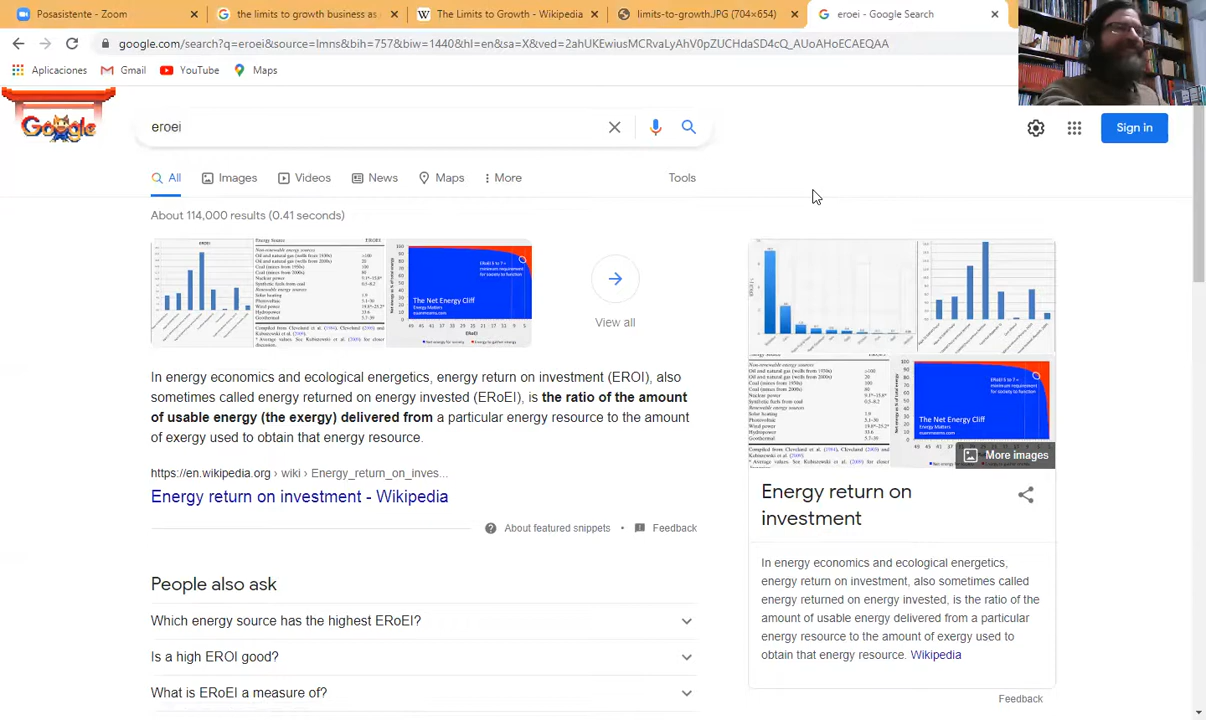 Posasistente - Zoom
the limits to growth business as
The Limits to Growth - Wikipedia
limits-to-growth.JPG (704×654)
eroei - Google Search
google.com/search?q=eroei&source=lmns&bih=757&biw=1440&hl=en&sa=X&ved=2ahUKEwiusMCRvaLyAhV0pZUCHdaSD4cQ_AUoAHoECAEQAA
Aplicaciones
Gmail
YouTube
Maps
Google
eroei
Sign in
All
Images
Videos
News
Maps
More
Tools
About 114,000 results (0.41 seconds)
EROEI
The Net Energy Cliff
Energy Matters
View all
The Net Energy Cliff
Energy Matters
More images
In energy economics and ecological energetics, energy return on investment (EROI), also
sometimes called energy returned on energy invested (ERoEI), is the ratio of the amount
of usable energy (the exergy) delivered from a particular energy resource to the amount
of exergy used to obtain that energy resource.
https://en.wikipedia.org › wiki › Energy_return_on_inves...
Energy return on investment - Wikipedia
About featured snippets
Feedback
People also ask
Which energy source has the highest ERoEI?
Is a high EROI good?
What is ERoEI a measure of?
Energy return on
investment
In energy economics and ecological energetics,
energy return on investment, also sometimes called
energy returned on energy invested, is the ratio of the
amount of usable energy delivered from a particular
energy resource to the amount of exergy used to
obtain that energy resource. Wikipedia
Feedback